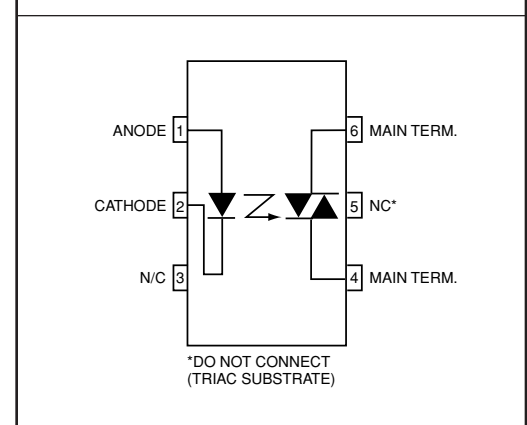 ANODE 1
6 MAIN TERM.
CATHODE 2
5 NC*
N/C 3
4 MAIN TERM.
*DO NOT CONNECT
(TRIAC SUBSTRATE)